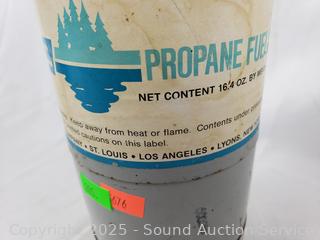 PROPANE FUEL
NET CONTENT 16.4 OZ. BY
Keep away from heat or flame. Contents under
cautions on this label.
ST. LOUIS • LOS ANGELES • LYONS, NEW
676
Copyright 2025 - Sound Auction Service